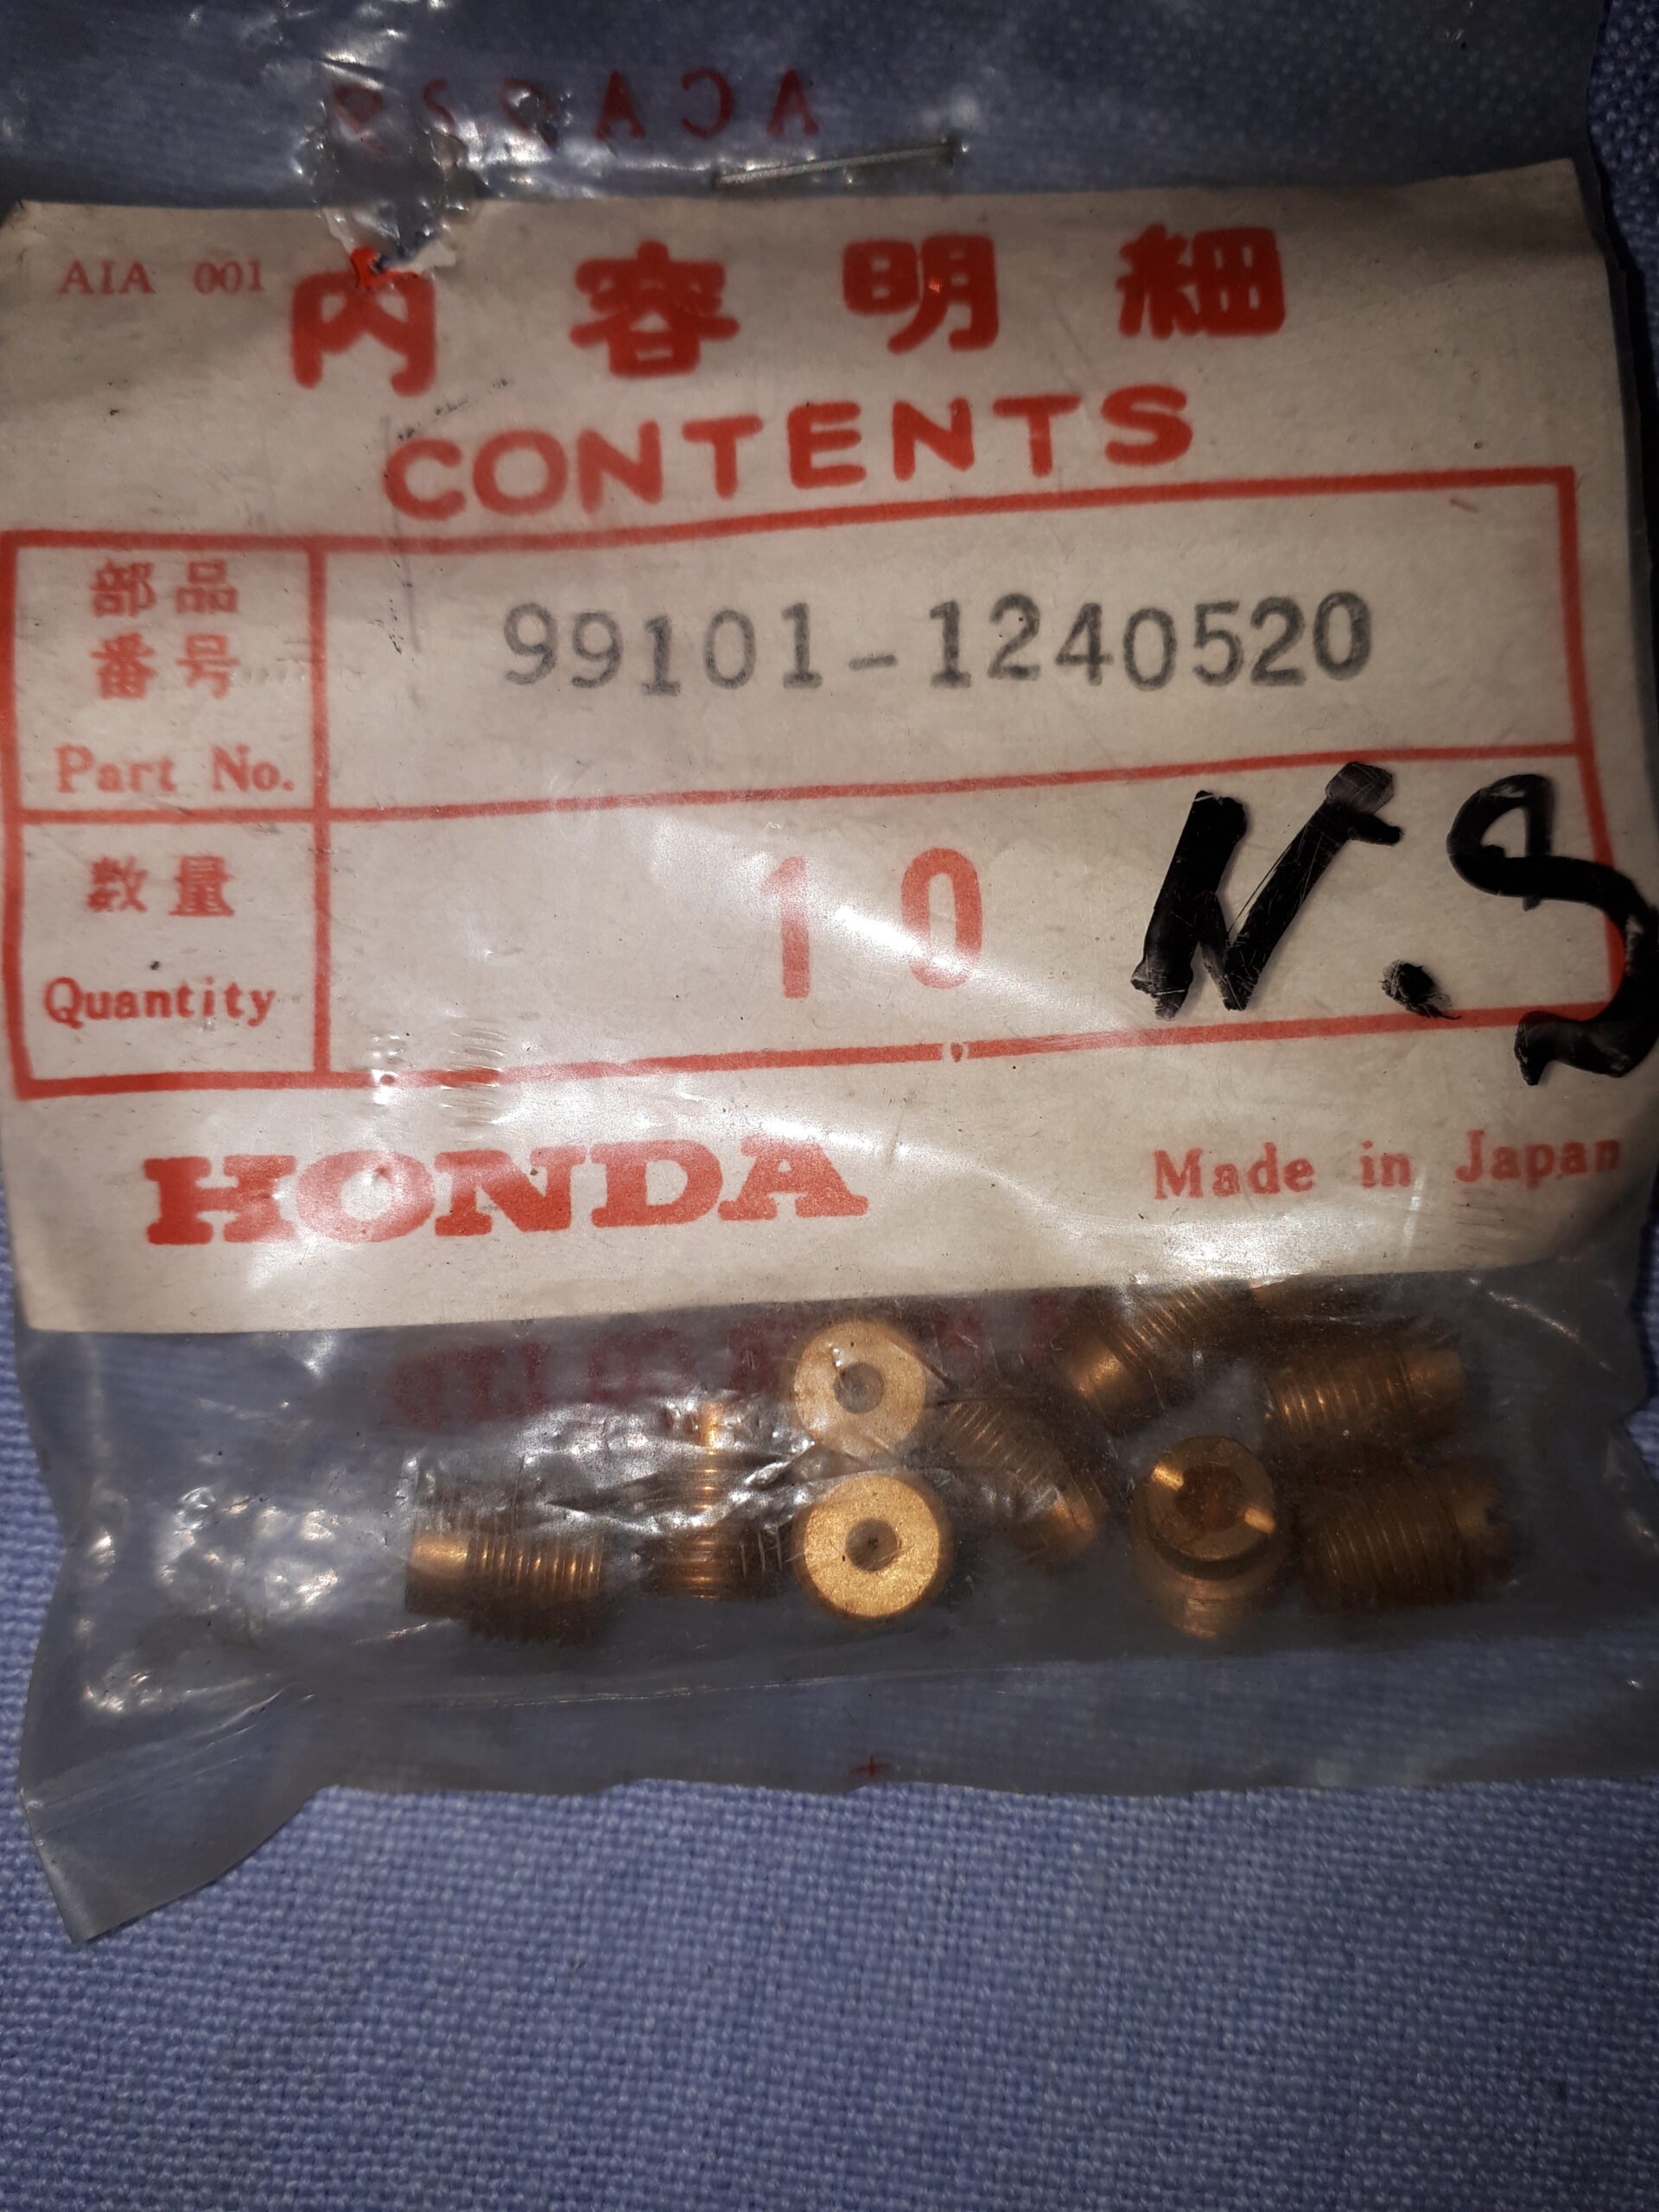 AIA 001
内容明細
CONTENTS
部品
番号
Part No.
99101-1240520
数量
Quantity
10
N.S
HONDA
Made in Japan